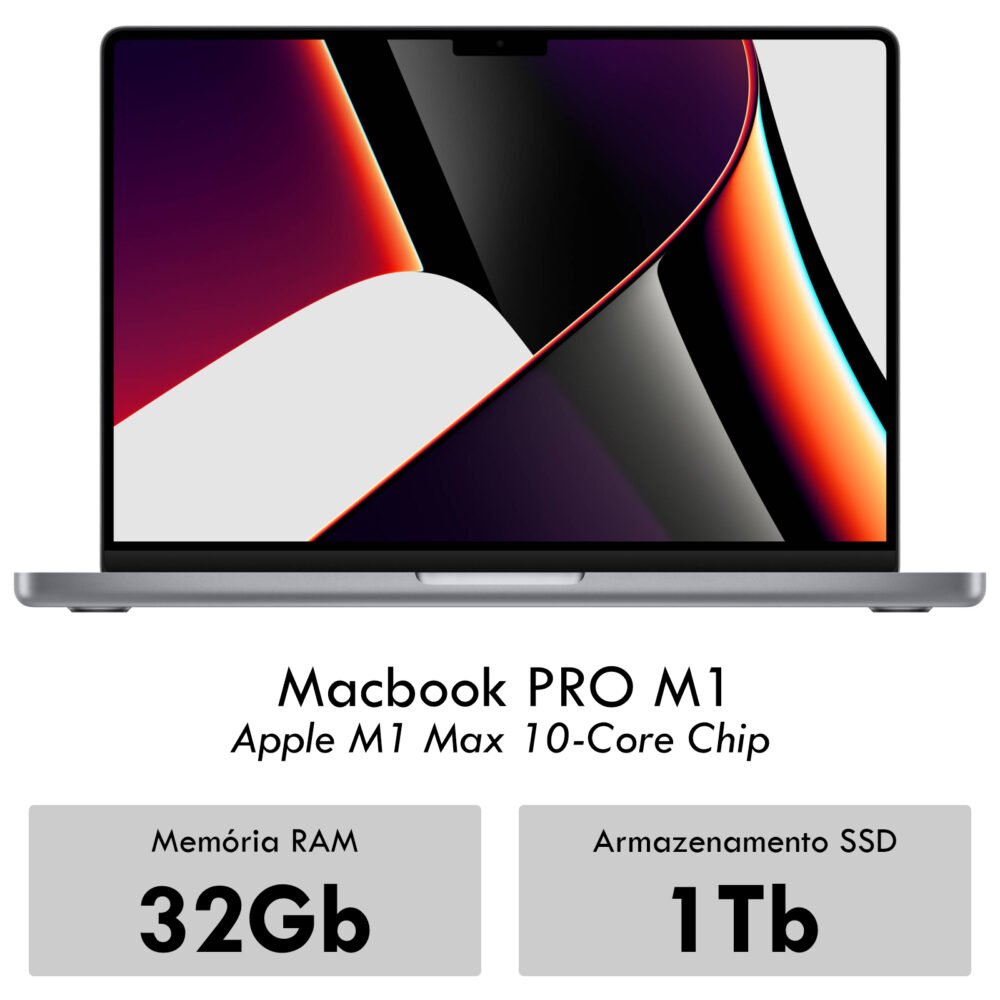 Macbook PRO M1
Apple M1 Max 10-Core Chip
Memória RAM
32Gb
Armazenamento SSD
1Tb